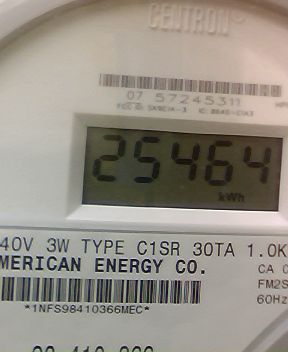 CENTRON
07 57245311
25464
kWh
40V 3W TYPE C1SR 30TA 1.0K
MERICAN ENERGY CO.
CA 0
FM2S
60Hz
*1NFS98410366MEC*